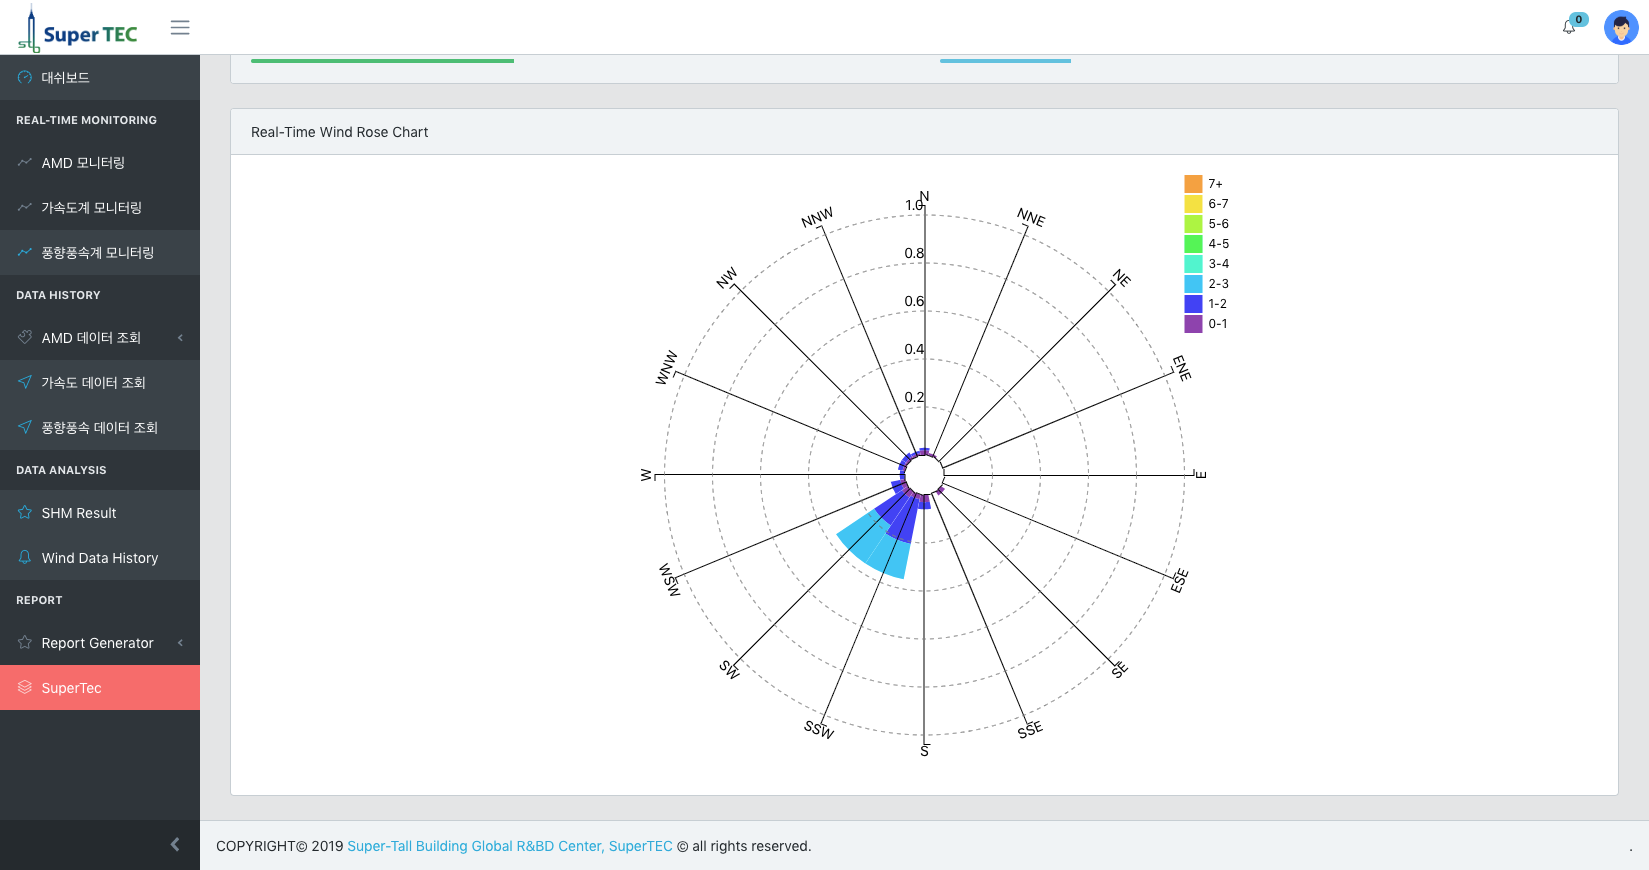 Super TEC
0
대쉬보드
REAL-TIME MONITORING
AMD 모니터링
가속도계 모니터링
풍향풍속계 모니터링
DATA HISTORY
AMD 데이터 조회
가속도 데이터 조회
풍향풍속 데이터 조회
DATA ANALYSIS
SHM Result
Wind Data History
REPORT
Report Generator
SuperTec
Real-Time Wind Rose Chart
N
NNE
NE
ENE
E
ESE
SE
SSE
S
SSW
SW
WSW
W
WNW
NW
NNW
1.0
0.8
0.6
0.4
0.2
7+
6-7
5-6
4-5
3-4
2-3
1-2
0-1
COPYRIGHT© 2019 Super-Tall Building Global R&BD Center, SuperTEC © all rights reserved.
.